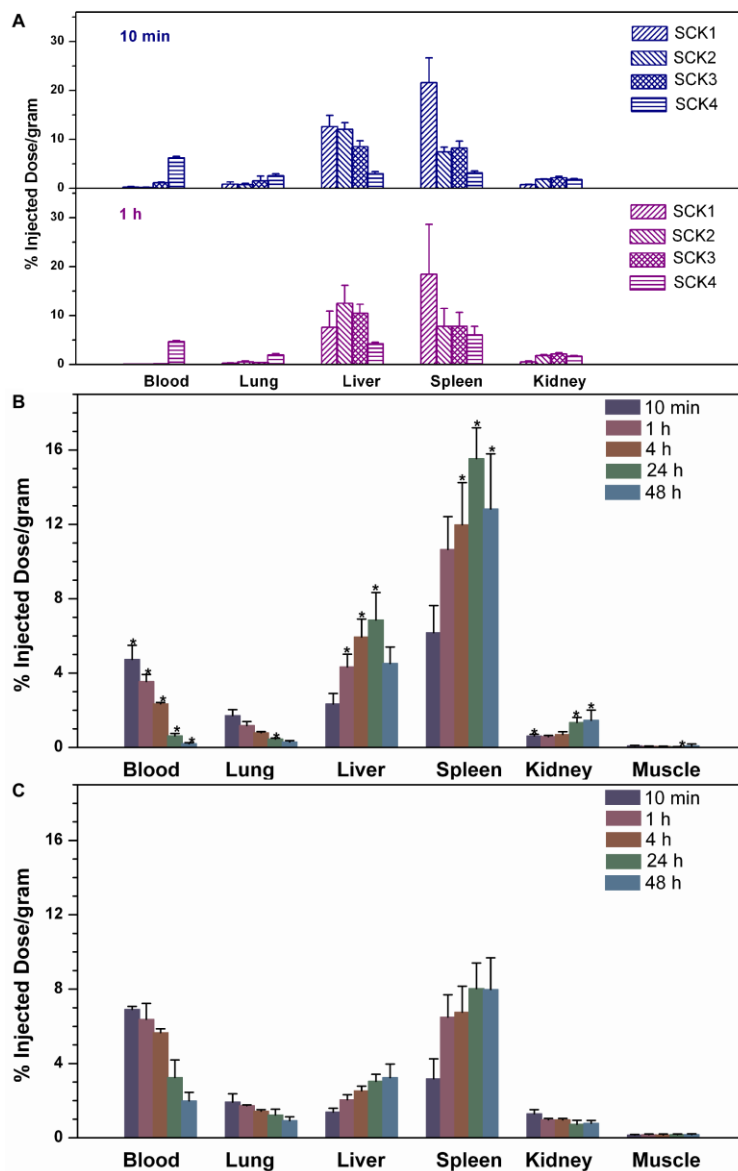 A
10 min
SCK1
SCK2
SCK3
SCK4
30
20
10
0
% Injected Dose/gram
1 h
SCK1
SCK2
SCK3
SCK4
30
20
10
0
Blood Lung Liver Spleen Kidney
B
10 min
1 h
4 h
24 h
48 h
16
12
8
4
0
% Injected Dose/gram
* * * * *
*
* * *
* * *
* * *
*
Blood Lung Liver Spleen Kidney Muscle
C
10 min
1 h
4 h
24 h
48 h
16
12
8
4
0
% Injected Dose/gram
Blood Lung Liver Spleen Kidney Muscle